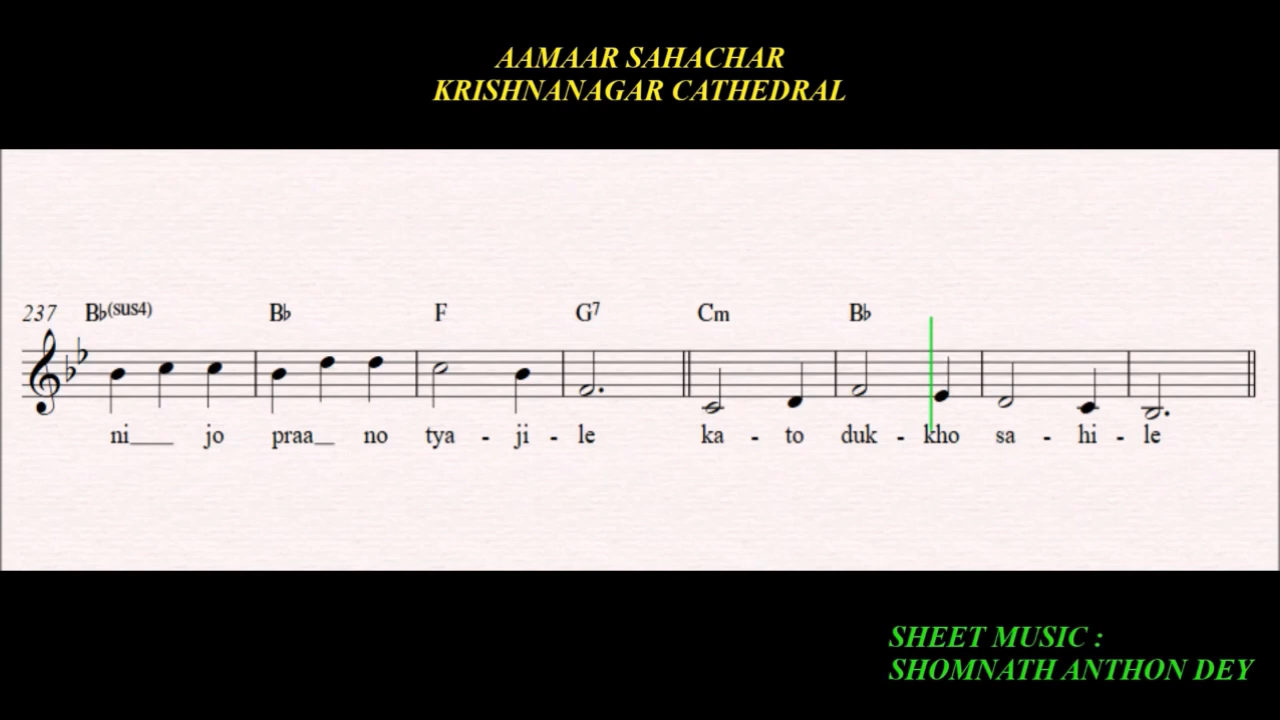 AAMAAR SAHACHAR
KRISHNANAGAR CATHEDRAL
237 B♭(sus4) B♭ F G7 Cm B♭
ni___ jo praa__ no tya - ji - le ka - to duk - kho sa - hi - le
SHEET MUSIC :
SHOMNATH ANTHON DEY